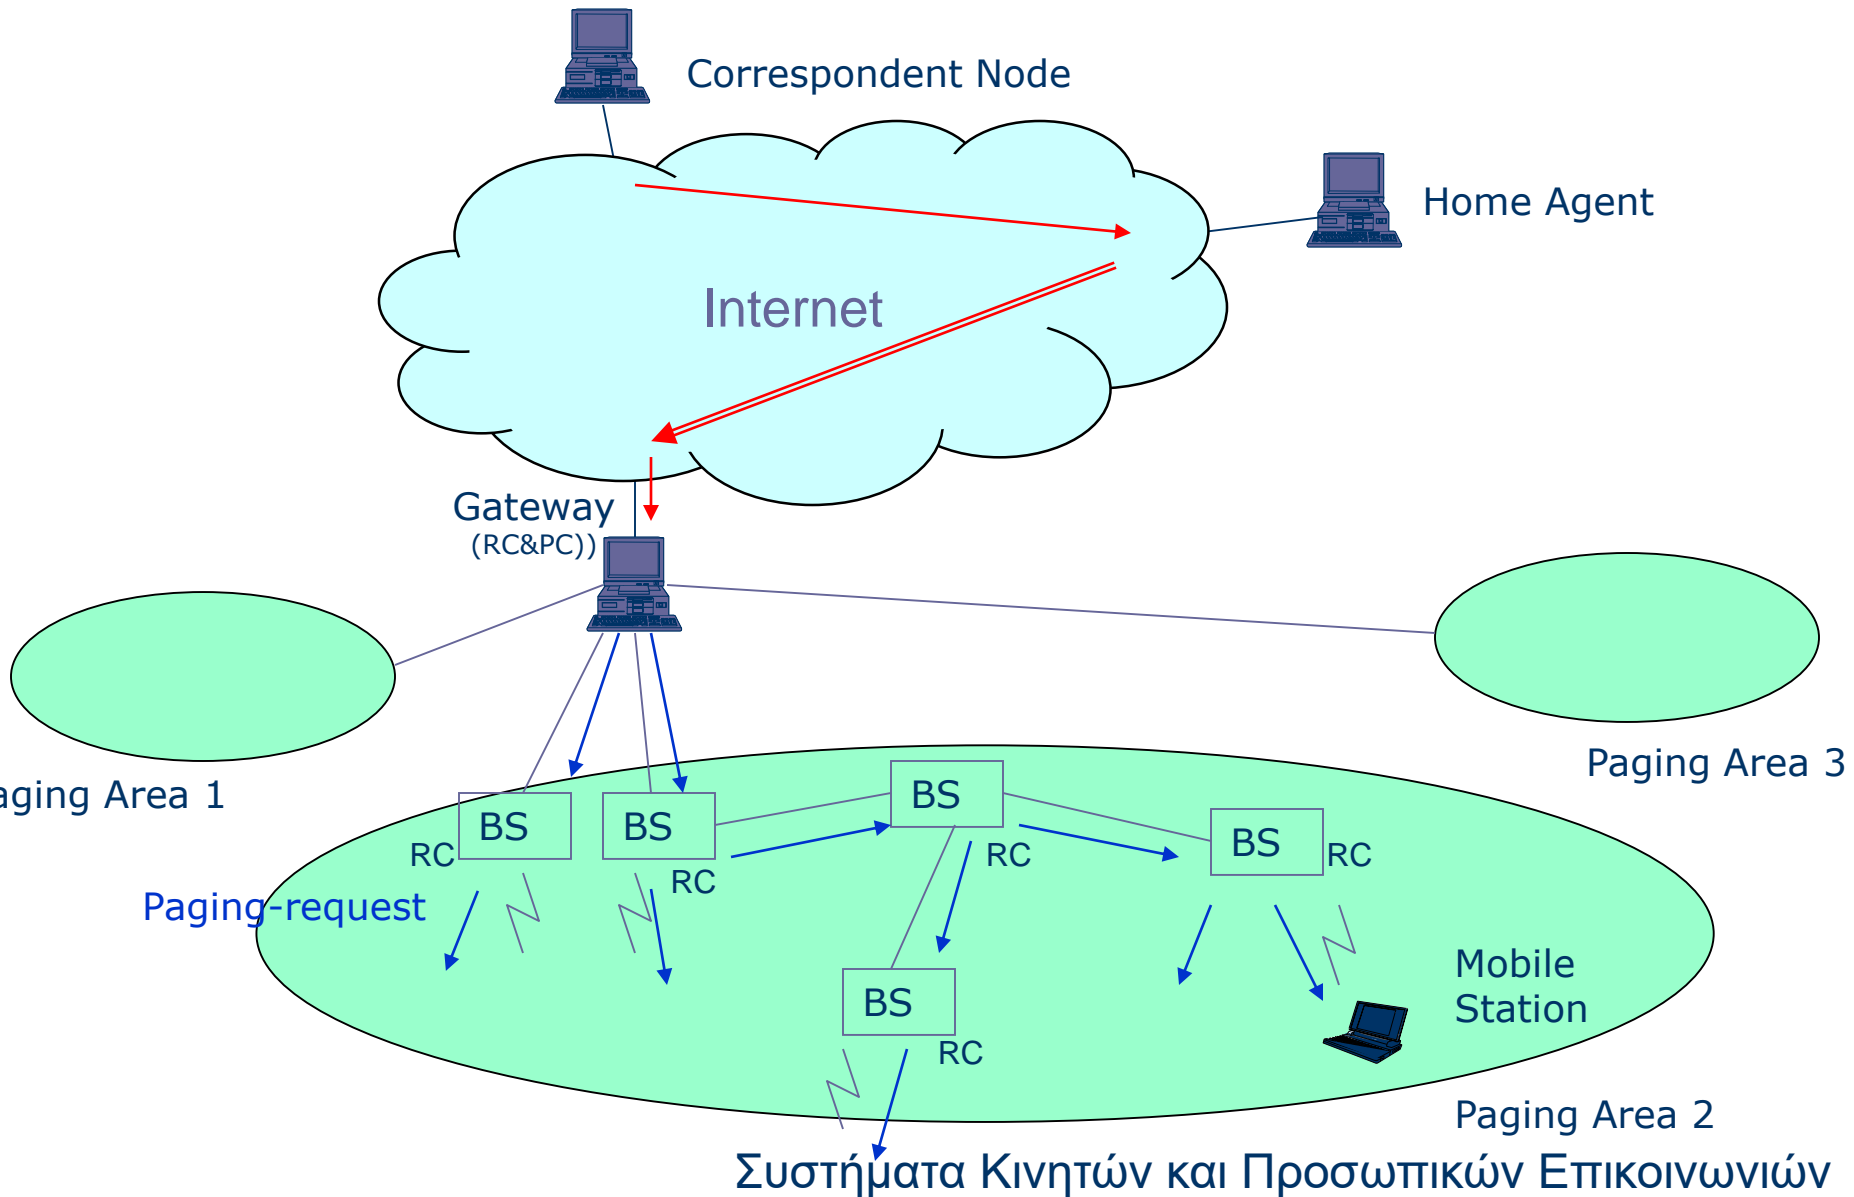 Correspondent Node
Home Agent
Internet
Gateway
(RC&PC))
Paging Area 3
aging Area 1
BS
BS
BS
BS
RC
RC
RC
RC
Paging-request
Mobile
Station
BS
RC
Paging Area 2
Συστήματα Κινητών και Προσωπικών Επικοινωνιών